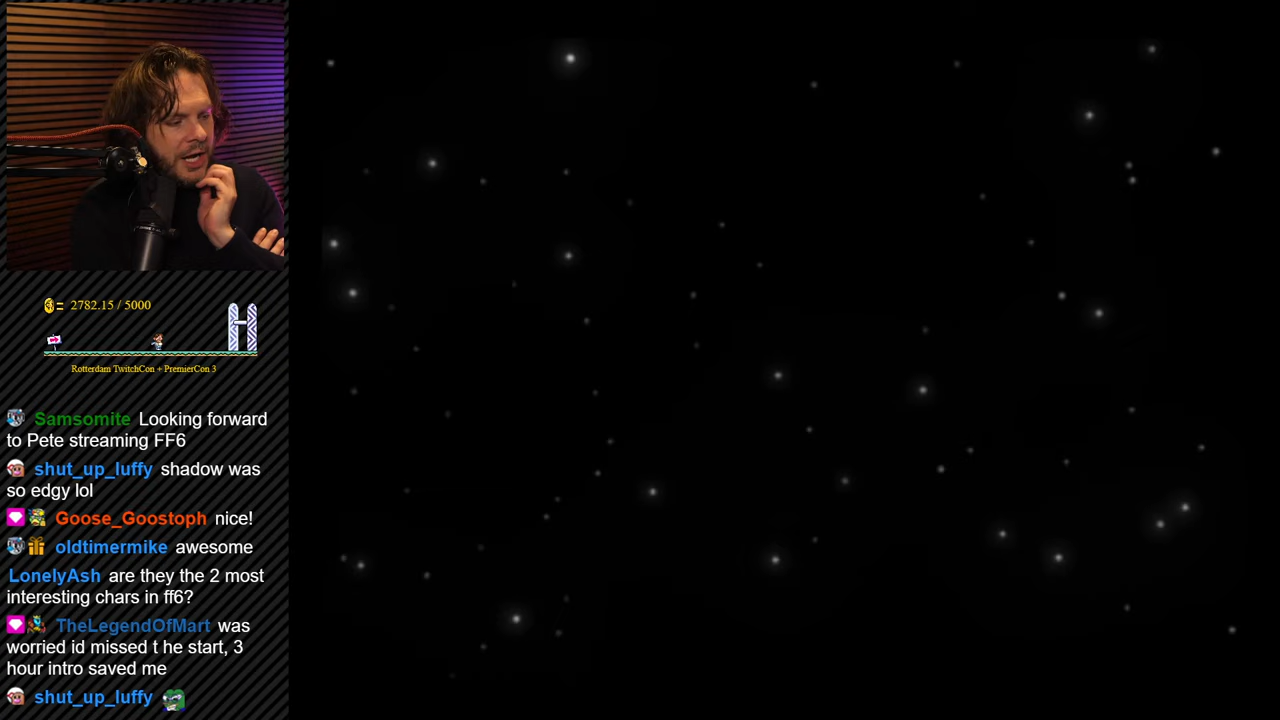 = 2782.15 / 5000
Rotterdam TwitchCon + PremierCon 3
Samsomite Looking forward
to Pete streaming FF6
shut_up_luffy shadow was
so edgy lol
Goose_Goostoph nice!
oldtimermike awesome
LonelyAsh are they the 2 most
interesting chars in ff6?
TheLegendOfMart was
worried id missed t he start, 3
hour intro saved me
shut_up_luffy